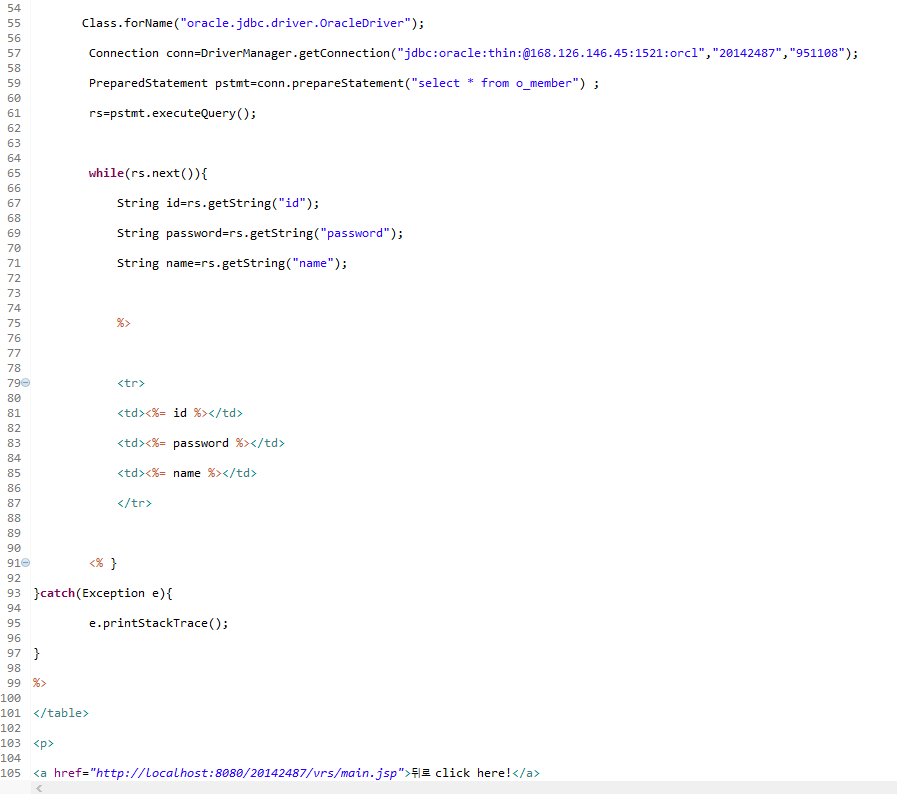 54
55 Class.forName("oracle.jdbc.driver.OracleDriver");
56
57 Connection conn=DriverManager.getConnection("jdbc:oracle:thin:@168.126.146.45:1521:orcl","20142487","951108");
58
59 PreparedStatement pstmt=conn.prepareStatement("select * from o_member") ;
60
61 rs=pstmt.executeQuery();
62
63
64
65 while(rs.next()){
66
67 String id=rs.getString("id");
68
69 String password=rs.getString("password");
70
71 String name=rs.getString("name");
72
73
74
75 %>
76
77
78
79 <tr>
80
81 <td><%= id %></td>
82
83 <td><%= password %></td>
84
85 <td><%= name %></td>
86
87 </tr>
88
89
90
91 <% }
92
93 }catch(Exception e){
94
95 e.printStackTrace();
96
97 }
98
99 %>
100
101 </table>
102
103 <p>
104
105 <a href="http://localhost:8080/20142487/vrs/main.jsp">뒤로 click here!</a>